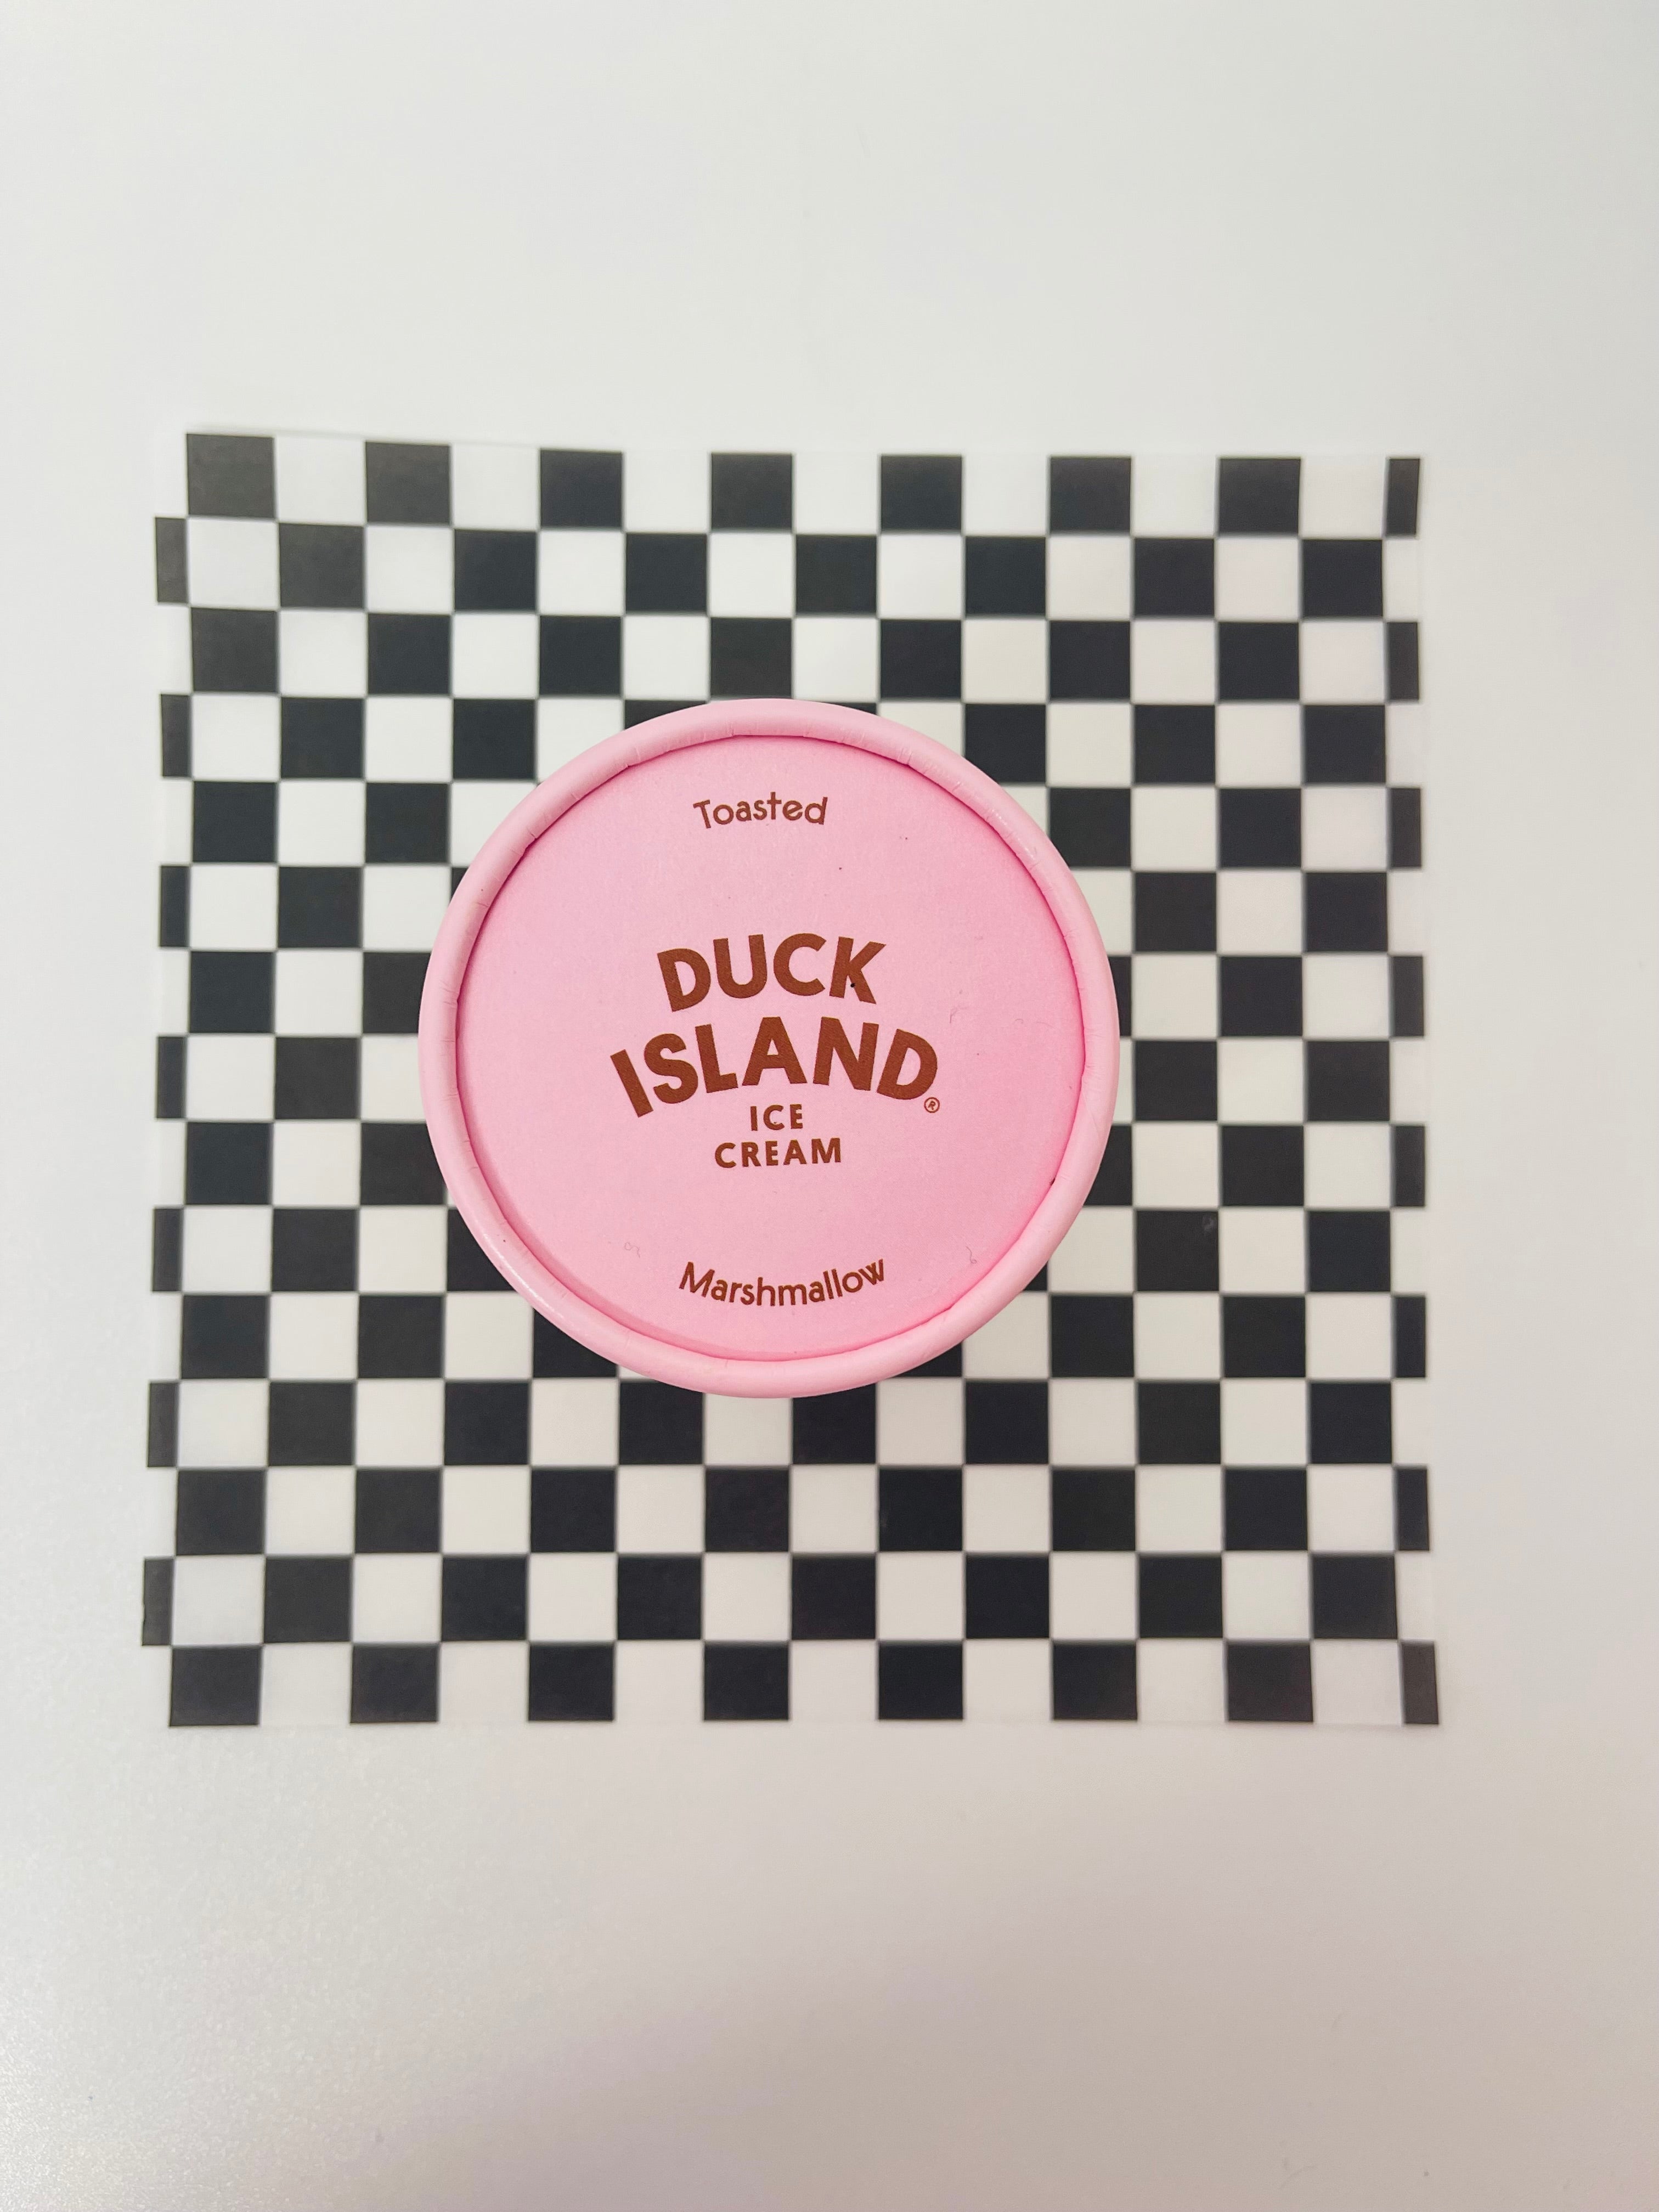 Toasted
DUCK
ISLAND®
ICE
CREAM
Marshmallow